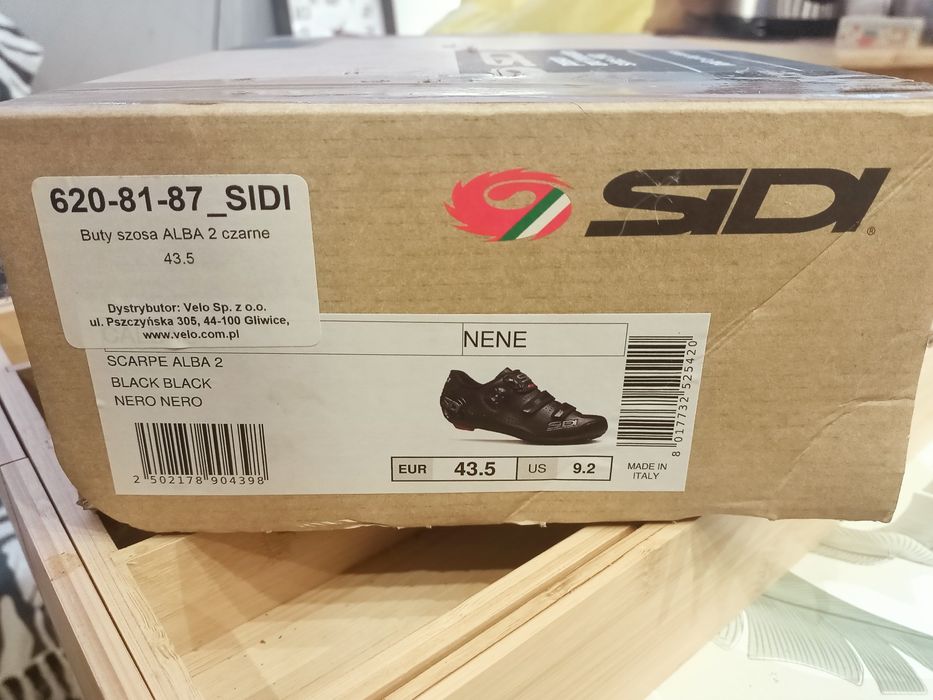 620-81-87_SIDI
Buty szosa ALBA 2 czarne
43.5
Dystrybutor: Velo Sp. z o.o.
ul. Pszczyńska 305, 44-100 Gliwice,
www.velo.com.pl
SIDI®
NENE
SCARPE ALBA 2
BLACK BLACK
NERO NERO
2 502178 904398
SIDI
EUR 43.5 US 9.2
8 017732 525420
MADE IN
ITALY